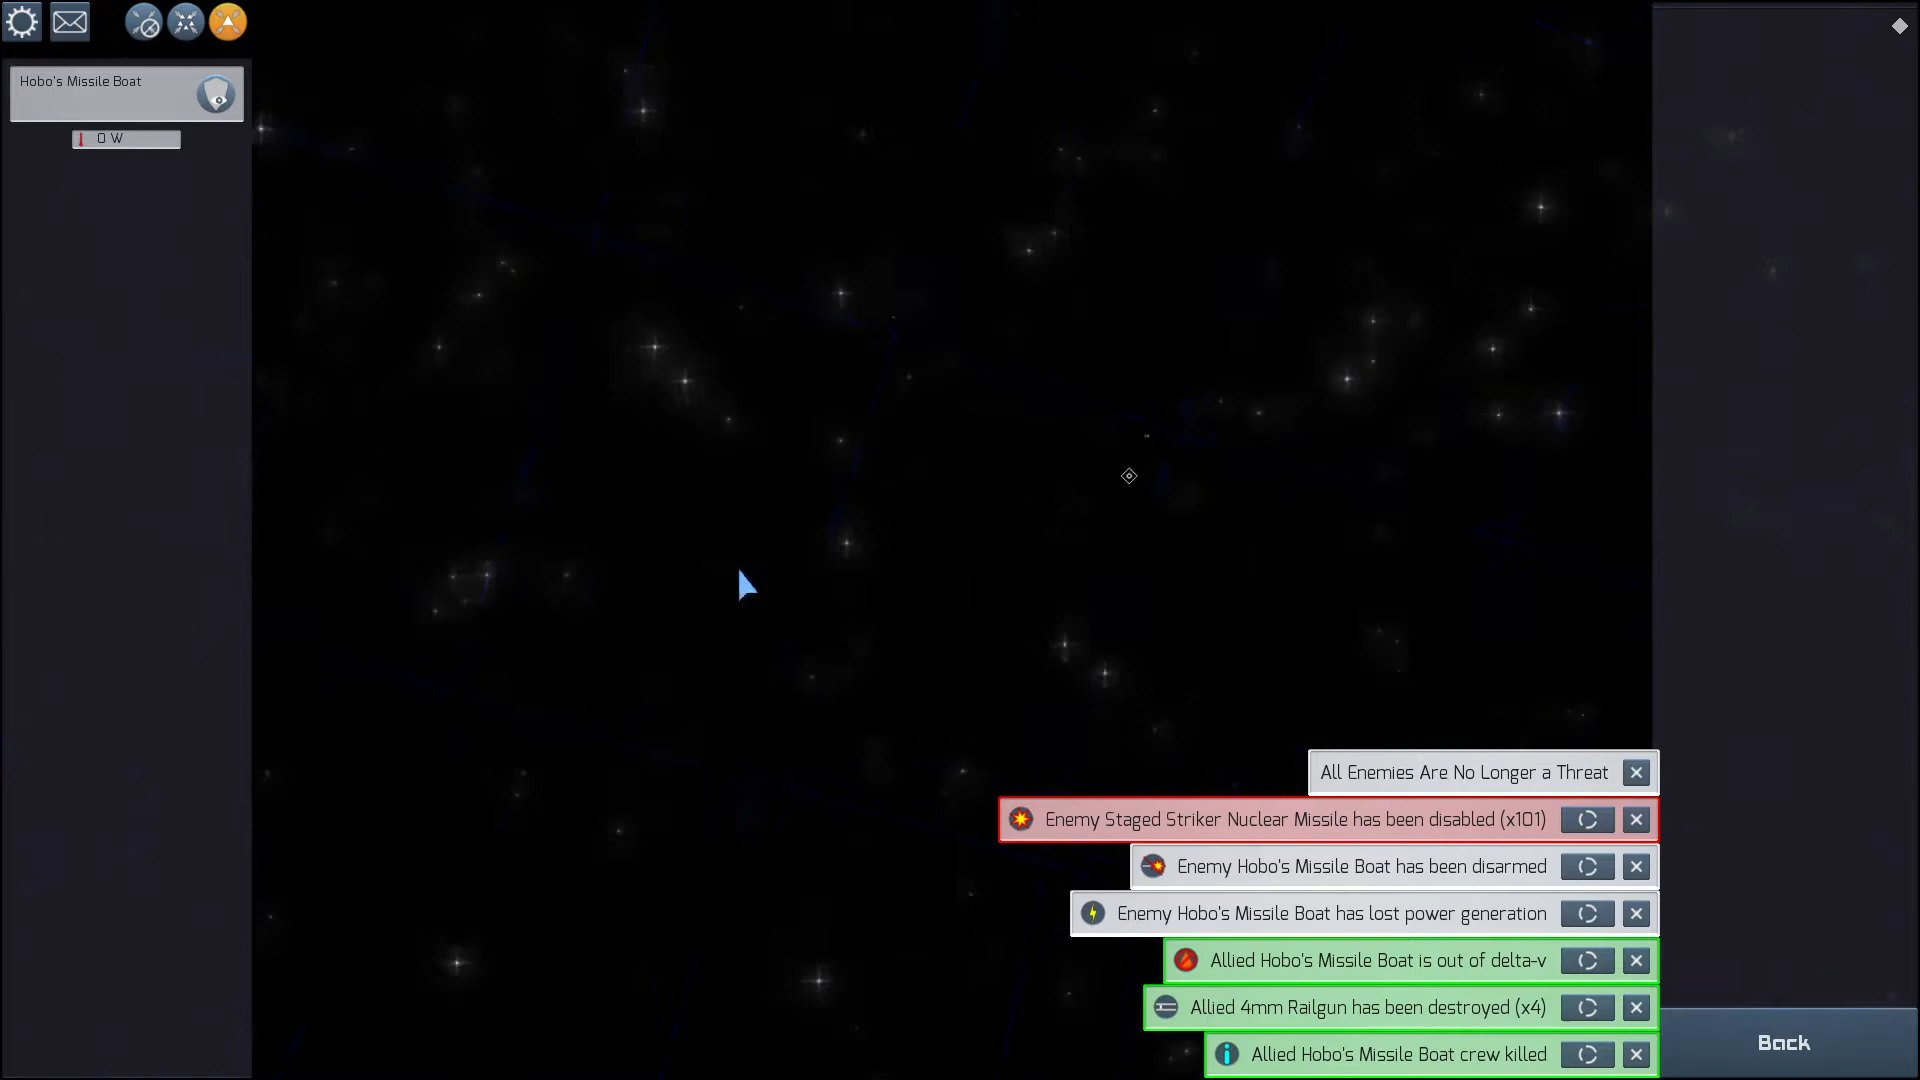 Hobo's Missile Boat
0 W
All Enemies Are No Longer a Threat
Enemy Staged Striker Nuclear Missile has been disabled (x101)
Enemy Hobo's Missile Boat has been disarmed
Enemy Hobo's Missile Boat has lost power generation
Allied Hobo's Missile Boat is out of delta-v
Allied 4mm Railgun has been destroyed (x4)
Allied Hobo's Missile Boat crew killed
Back